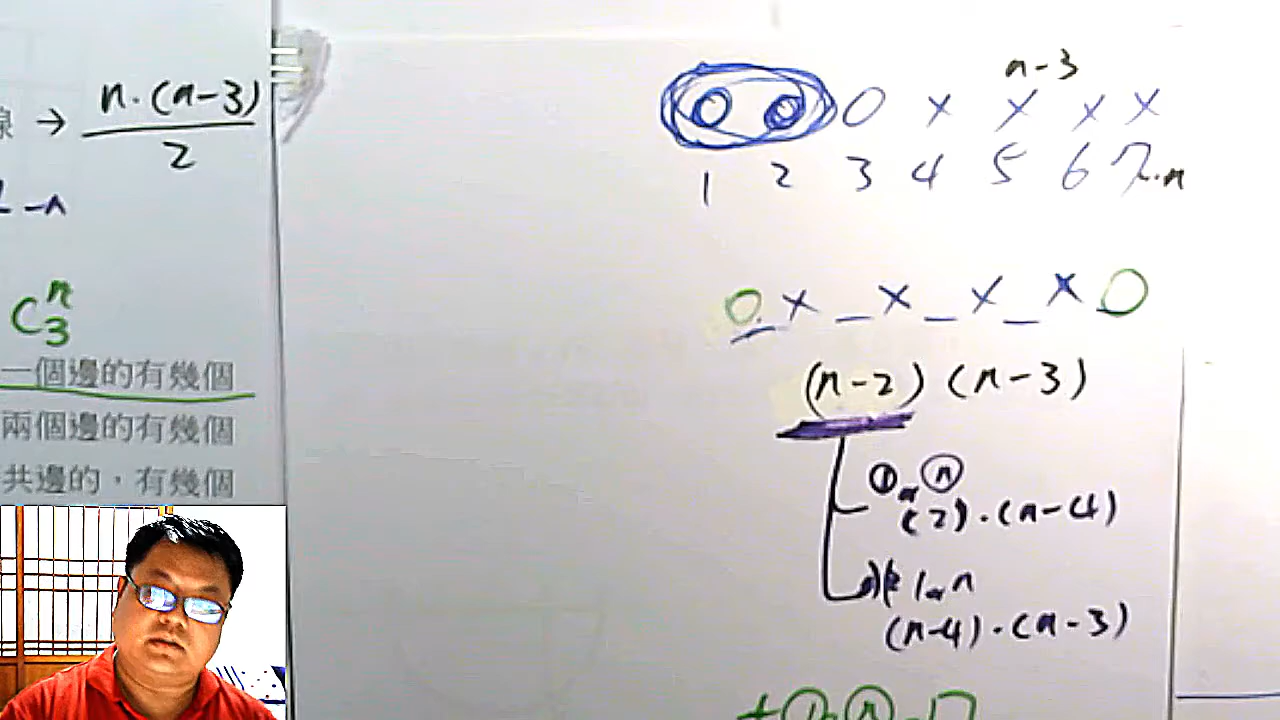 線 → n·(n-3)/2
-n
C₃ⁿ
一個邊的有幾個
兩個邊的有幾個
共邊的，有幾個
n-3
O O O × × × ×
1 2 3 4 5 6 7...n
O × _ × _ × _ × O
(n-2)(n-3)
① n ⓝ
(2)·(n-4)
非 1 n n
(n-4)·(n-3)